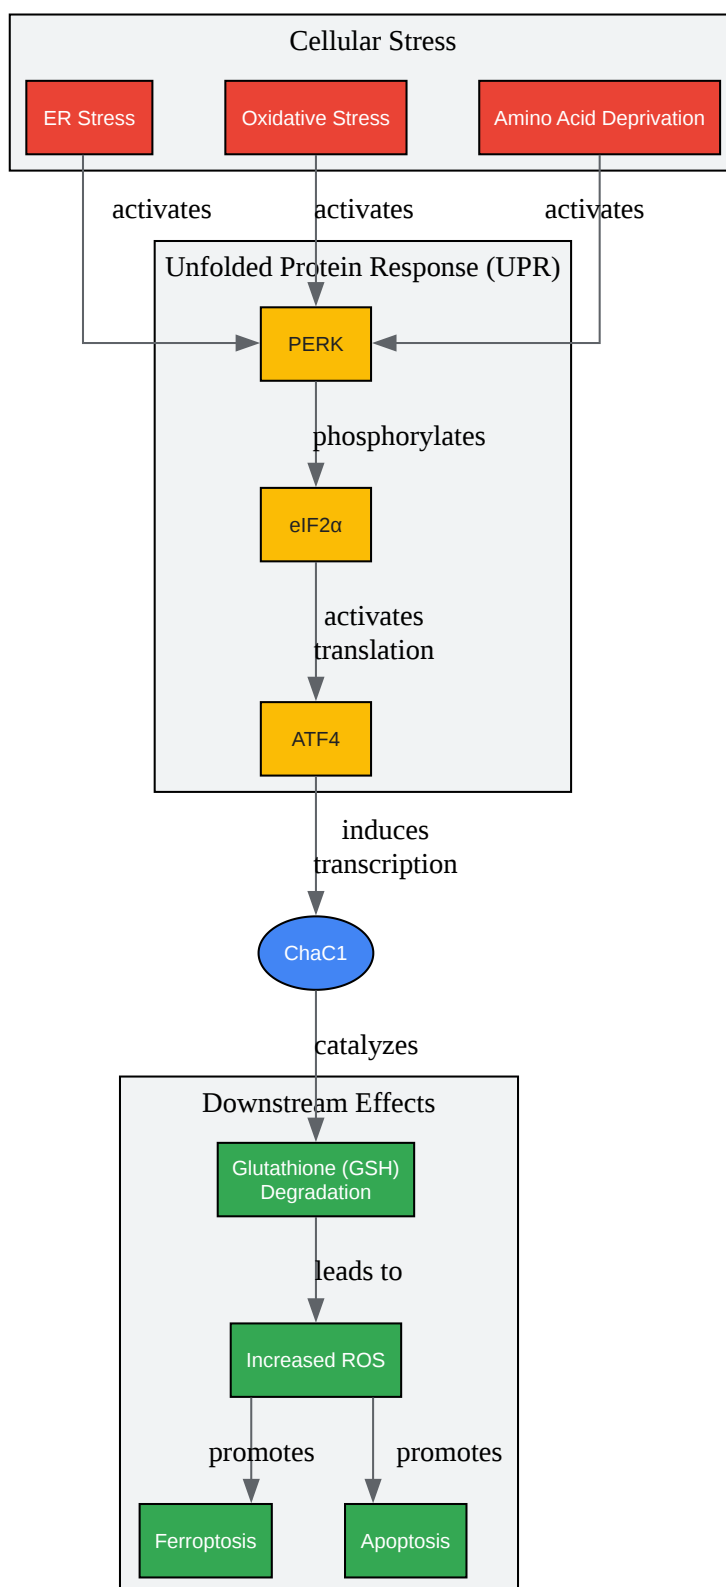 Cellular Stress
ER Stress
Oxidative Stress
Amino Acid Deprivation
activates
activates
activates
Unfolded Protein Response (UPR)
PERK
phosphorylates
eIF2α
activates
translation
ATF4
induces
transcription
ChaC1
catalyzes
Downstream Effects
Glutathione (GSH)
Degradation
leads to
Increased ROS
promotes
promotes
Ferroptosis
Apoptosis